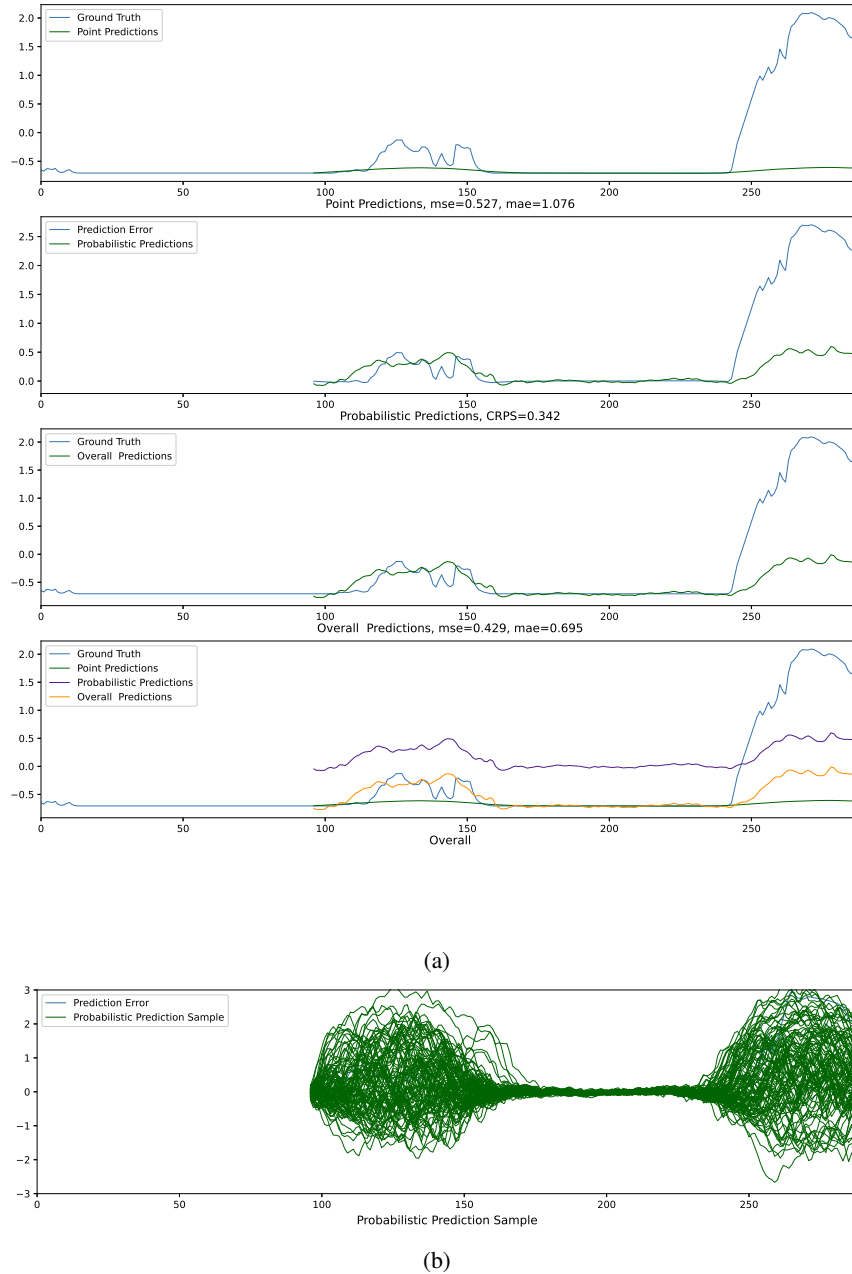 Ground Truth
Point Predictions
2.0
1.5
1.0
0.5
0.0
−0.5
0 50 100 150 200 250
Point Predictions, mse=0.527, mae=1.076
Prediction Error
Probabilistic Predictions
2.5
2.0
1.5
1.0
0.5
0.0
0 50 100 150 200 250
Probabilistic Predictions, CRPS=0.342
Ground Truth
Overall  Predictions
2.0
1.5
1.0
0.5
0.0
−0.5
0 50 100 150 200 250
Overall  Predictions, mse=0.429, mae=0.695
Ground Truth
Point Predictions
Probabilistic Predictions
Overall  Predictions
2.0
1.5
1.0
0.5
0.0
−0.5
0 50 100 150 200 250
Overall
(a)
Prediction Error
Probabilistic Prediction Sample
3
2
1
0
−1
−2
−3
0 50 100 150 200 250
Probabilistic Prediction Sample
(b)